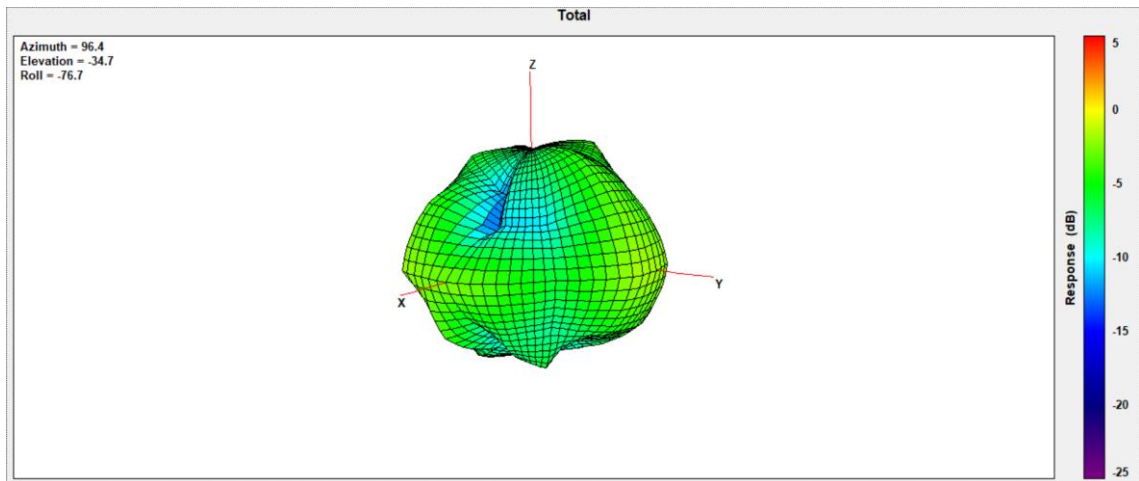 Total
Azimuth = 96.4
Elevation = -34.7
Roll = -76.7
Z
X
Y
5
0
-5
-10
-15
-20
-25
Response (dB)